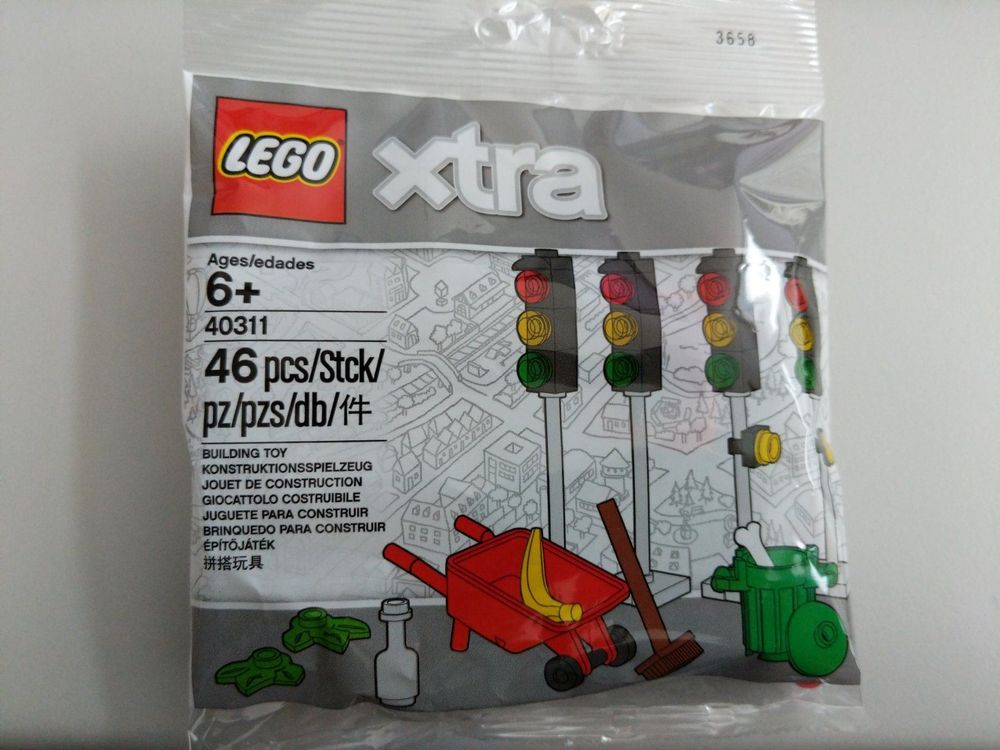 3658
LEGO
xtra
Ages/edades
6+
40311
46 pcs/Stck/
pz/pzs/db/件
BUILDING TOY
KONSTRUKTIONSSPIELZEUG
JOUET DE CONSTRUCTION
GIOCATTOLO COSTRUIBILE
JUGUETE PARA CONSTRUIR
BRINQUEDO PARA CONSTRUIR
ÉPÍTŐJÁTÉK
拼搭玩具